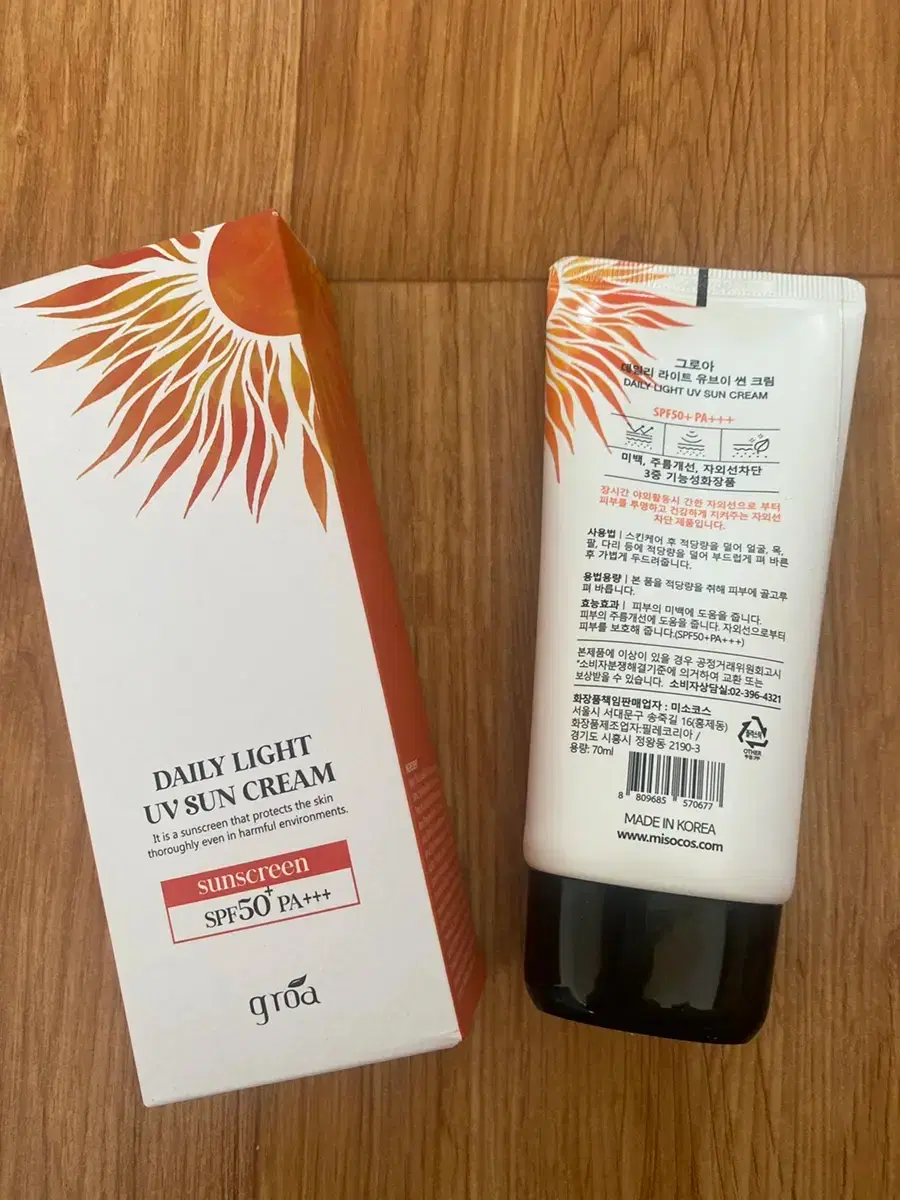 DAILY LIGHT
UV SUN CREAM
It is a sunscreen that protects the skin
thoroughly even in harmful environments.
sunscreen
SPF50+ PA+++
groa
그로아
데일리 라이트 유브이 썬 크림
DAILY LIGHT UV SUN CREAM
SPF50+ PA+++
미백, 주름개선, 자외선차단
3중 기능성화장품
장시간 야외활동시 간한 자외선으로 부터
피부를 투명하고 건강하게 지켜주는 자외선
차단 제품입니다.
사용법 | 스킨케어 후 적당량을 덜어 얼굴, 목,
팔, 다리 등에 적당량을 덜어 부드럽게 펴 바른
후 가볍게 두드려줍니다.
용법용량 | 본 품을 적당량을 취해 피부에 골고루
펴 바릅니다.
효능효과 | 피부의 미백에 도움을 줍니다.
피부의 주름개선에 도움을 줍니다. 자외선으로부터
피부를 보호해 줍니다.(SPF50+PA+++)
본제품에 이상이 있을 경우 공정거래위원회고시
"소비자분쟁해결기준에 의거하여 교환 또는
보상받을 수 있습니다. 소비자상담실:02-396-4321
화장품책임판매업자 : 미소코스
서울시 서대문구 송죽길 16(홍제동)
화장품제조업자:필레코리아 /
경기도 시흥시 정왕동 2190-3
용량: 70ml
OTHER
8 809685 570677
MADE IN KOREA
www.misocos.com